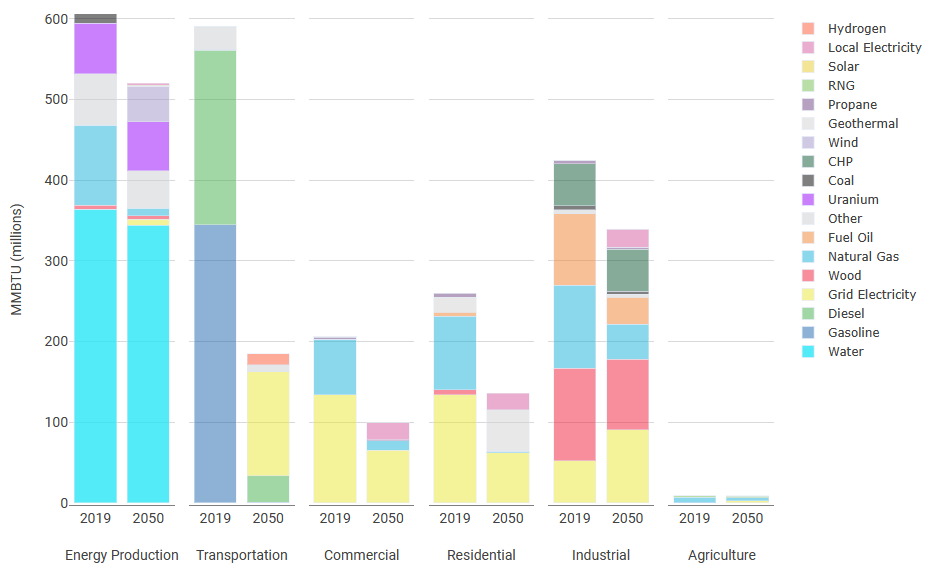 600
500
400
300
200
100
0
MMBTU (millions)
2019 2050 2019 2050 2019 2050 2019 2050 2019 2050 2019 2050
Energy Production Transportation Commercial Residential Industrial Agriculture
Hydrogen
Local Electricity
Solar
RNG
Propane
Geothermal
Wind
CHP
Coal
Uranium
Other
Fuel Oil
Natural Gas
Wood
Grid Electricity
Diesel
Gasoline
Water